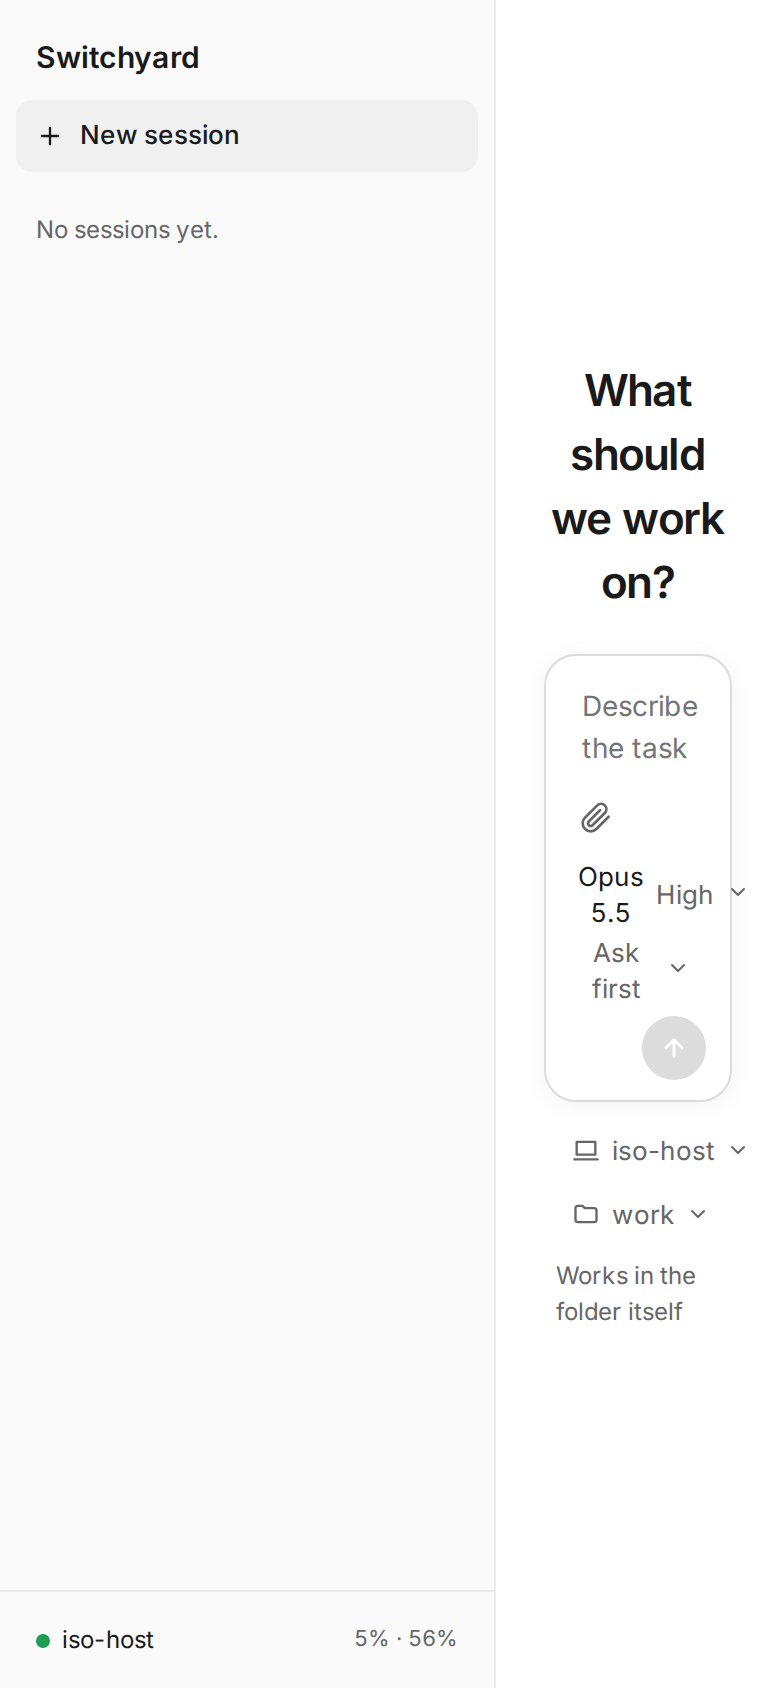 Switchyard
New session
No sessions yet.
What
should
we work
on?
Describe
the task
Opus
5.5
High
Ask
first
iso-host
work
Works in the
folder itself
iso-host
5% · 56%